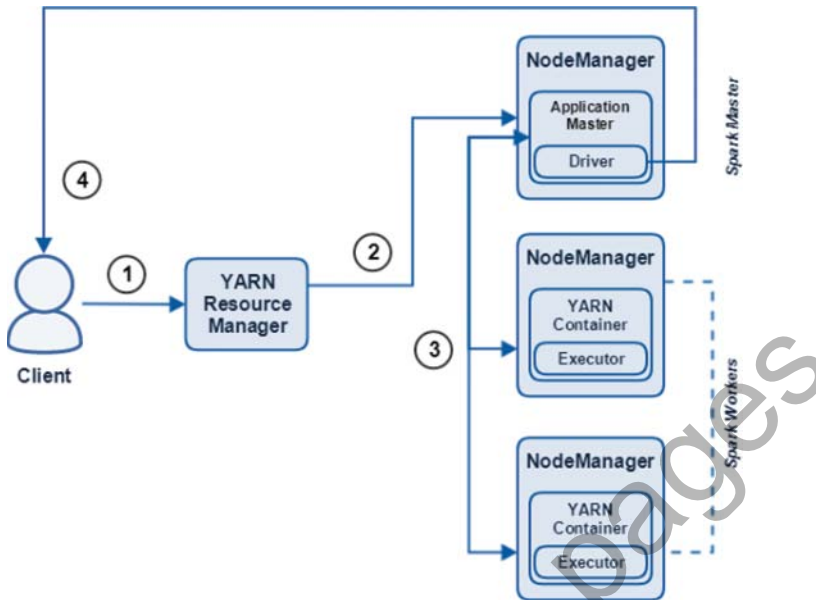 NodeManager
Application
Master
Driver
Spark Master
4
1
2
YARN
Resource
Manager
Client
NodeManager
YARN
Container
Executor
3
Spark Workers
NodeManager
YARN
Container
Executor
pages